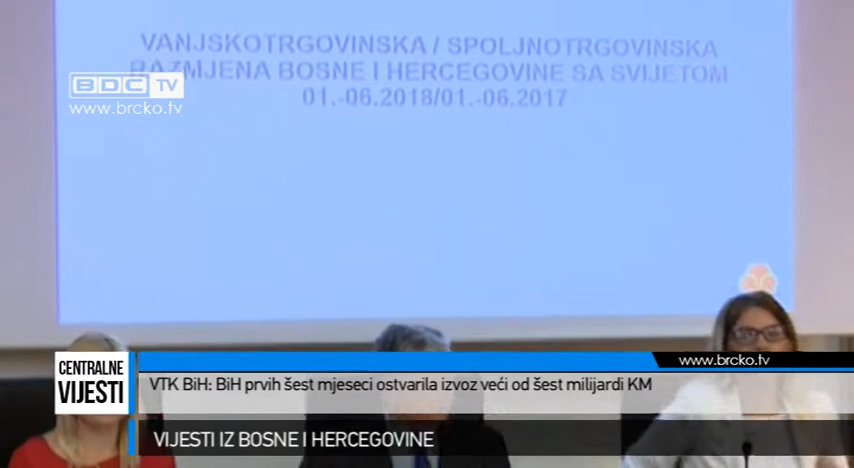 VANJSKOTRGOVINSKA / SPOLJNOTRGOVINSKA
RAZMJENA BOSNE I HERCEGOVINE SA SVIJETOM
01.-06.2018/01.-06.2017
BDC TV
www.brcko.tv
www.brcko.tv
CENTRALNE
VIJESTI
VTK BiH: BiH prvih šest mjeseci ostvarila izvoz veći od šest milijardi KM
VIJESTI IZ BOSNE I HERCEGOVINE